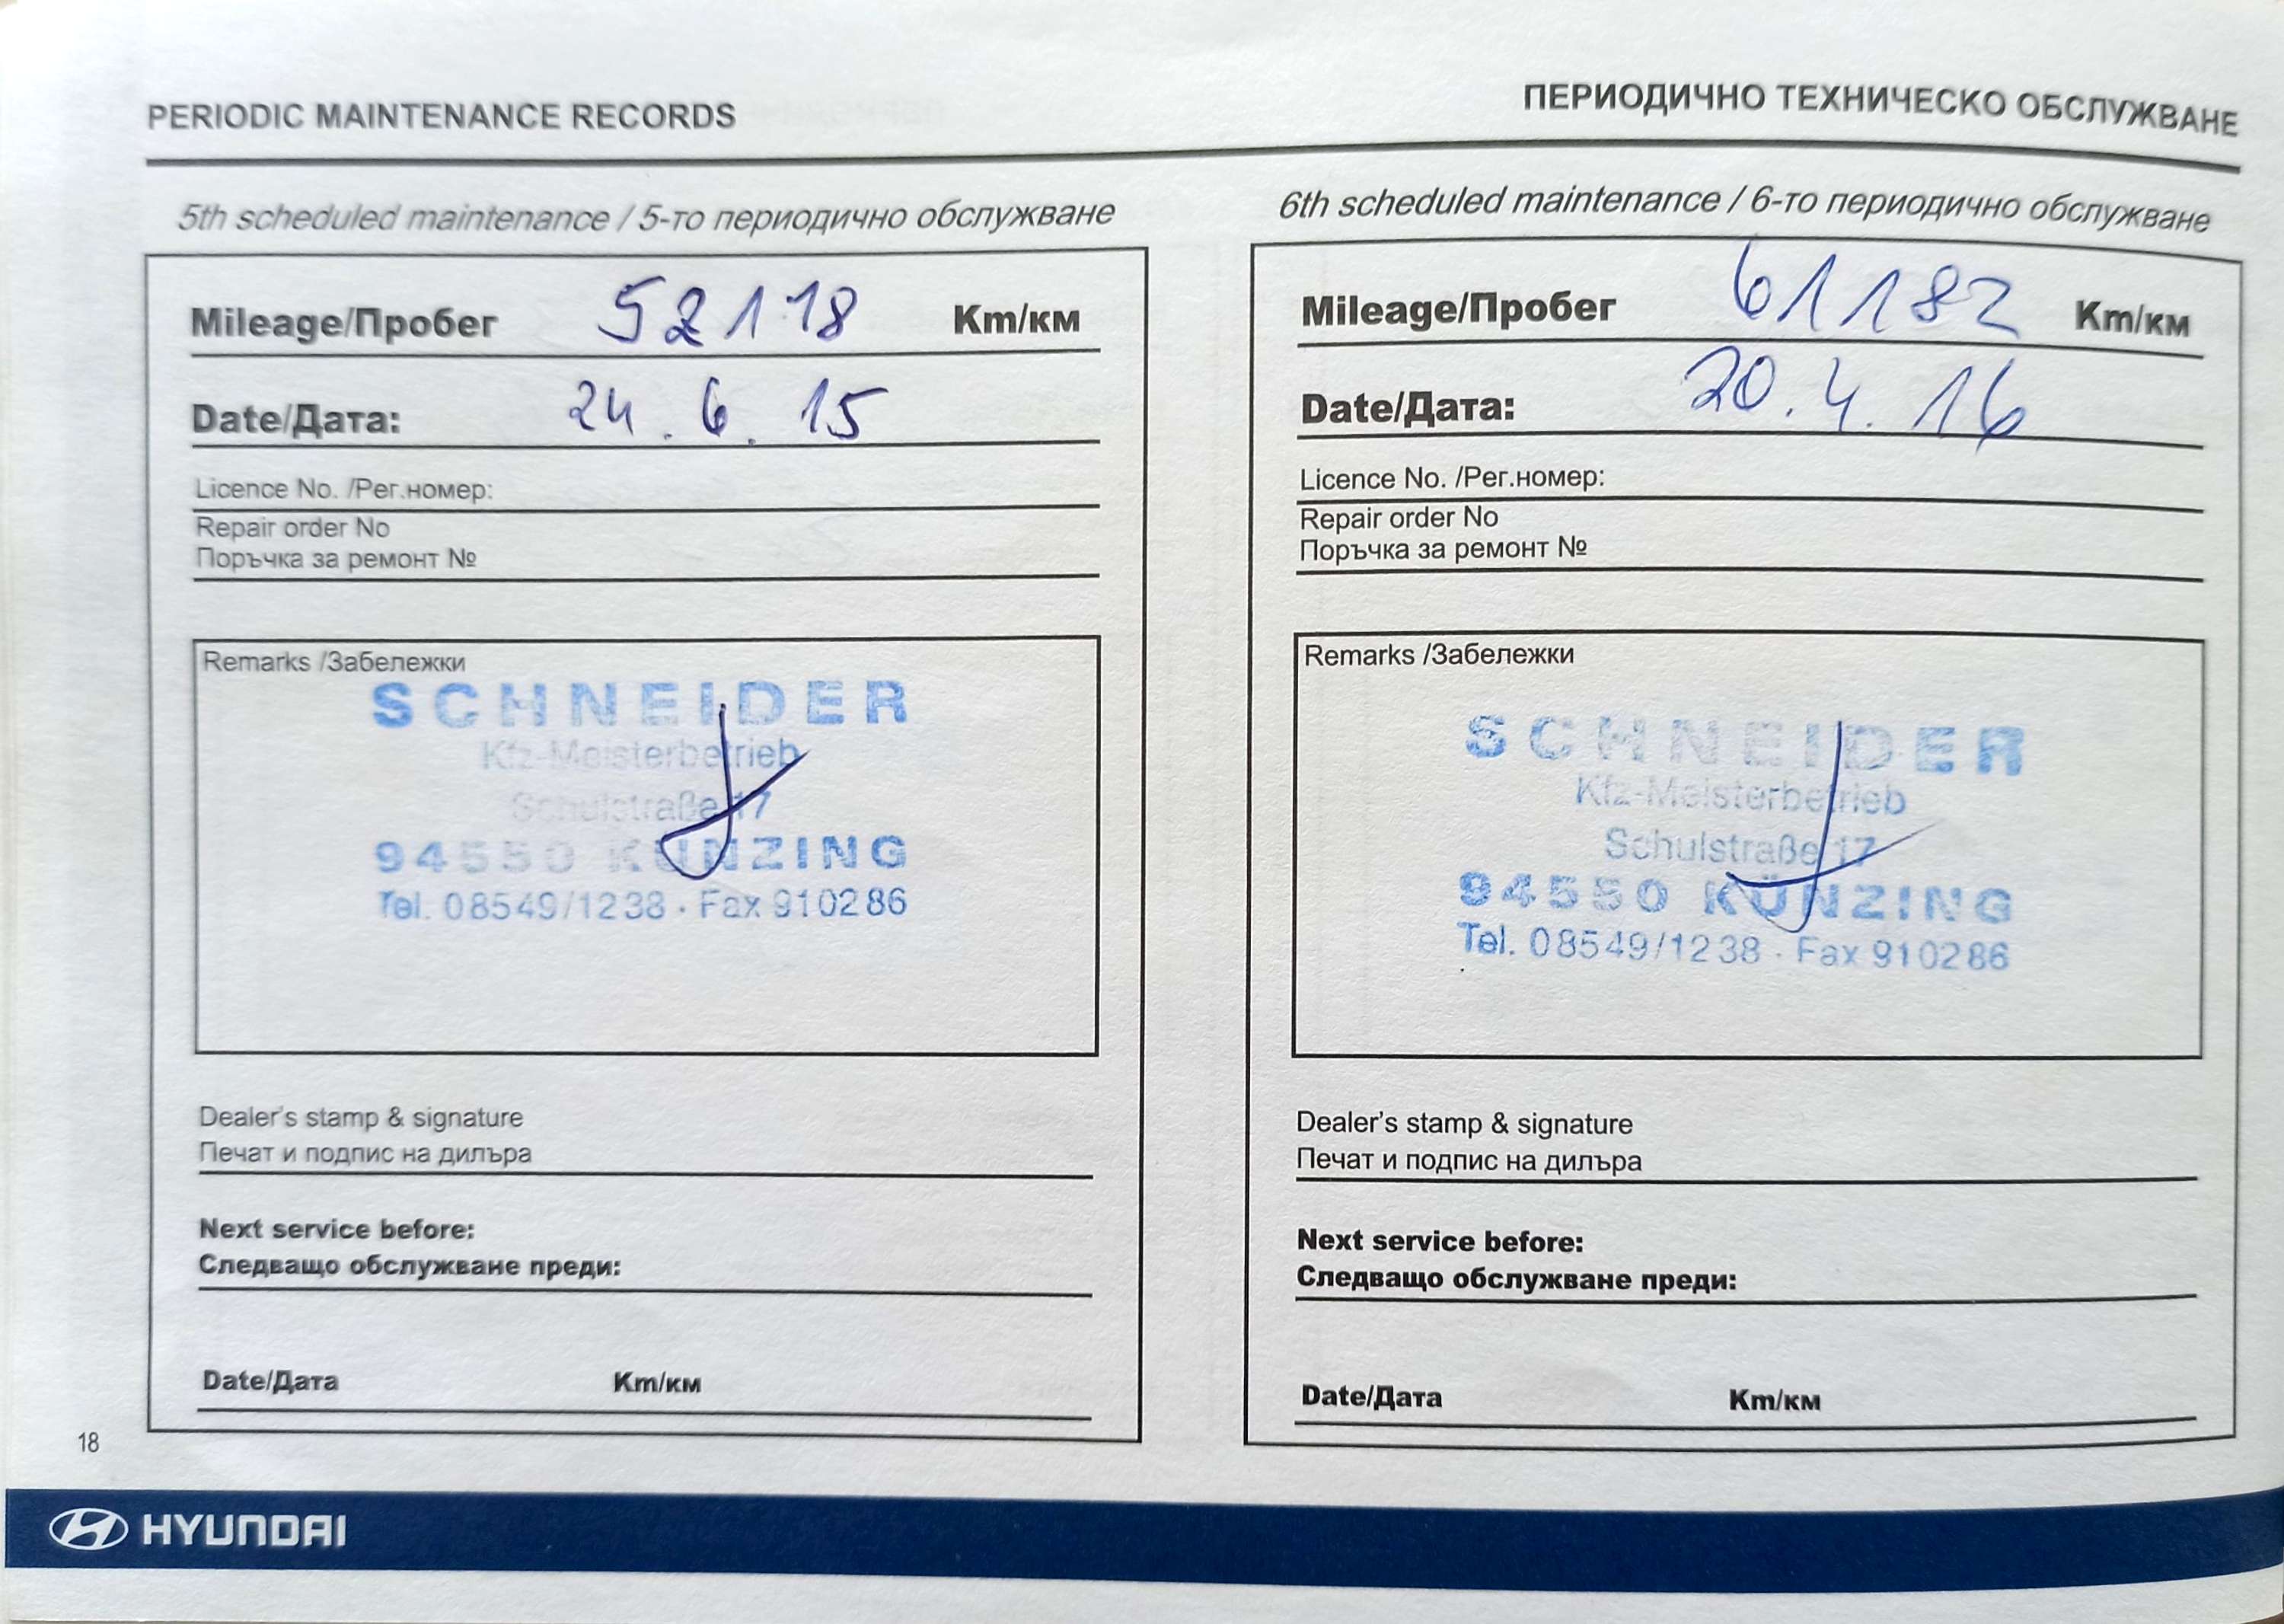 PERIODIC MAINTENANCE RECORDS
ПЕРИОДИЧНО ТЕХНИЧЕСКО ОБСЛУЖВАНЕ
5th scheduled maintenance / 5-то периодично обслужване
Mileage/Пробег 52118 Km/км
Date/Дата: 24.6.15
Licence No. /Рег.номер:
Repair order No
Поръчка за ремонт №
Remarks /Забележки
SCHNEIDER
Kfz-Meisterbetrieb
Schulstraße 17
94550 KÜNZING
Tel. 08549/1238 · Fax 910286
Dealer's stamp & signature
Печат и подпис на дилъра
Next service before:
Следващо обслужване преди:
Date/Дата Km/км
6th scheduled maintenance / 6-то периодично обслужване
Mileage/Пробег 61182 Km/км
Date/Дата: 20.4.16
Licence No. /Рег.номер:
Repair order No
Поръчка за ремонт №
Remarks /Забележки
SCHNEIDER
Kfz-Meisterbetrieb
Schulstraße 17
94550 KÜNZING
Tel. 08549/1238 · Fax 910286
Dealer's stamp & signature
Печат и подпис на дилъра
Next service before:
Следващо обслужване преди:
Date/Дата Km/км
18
HYUNDAI